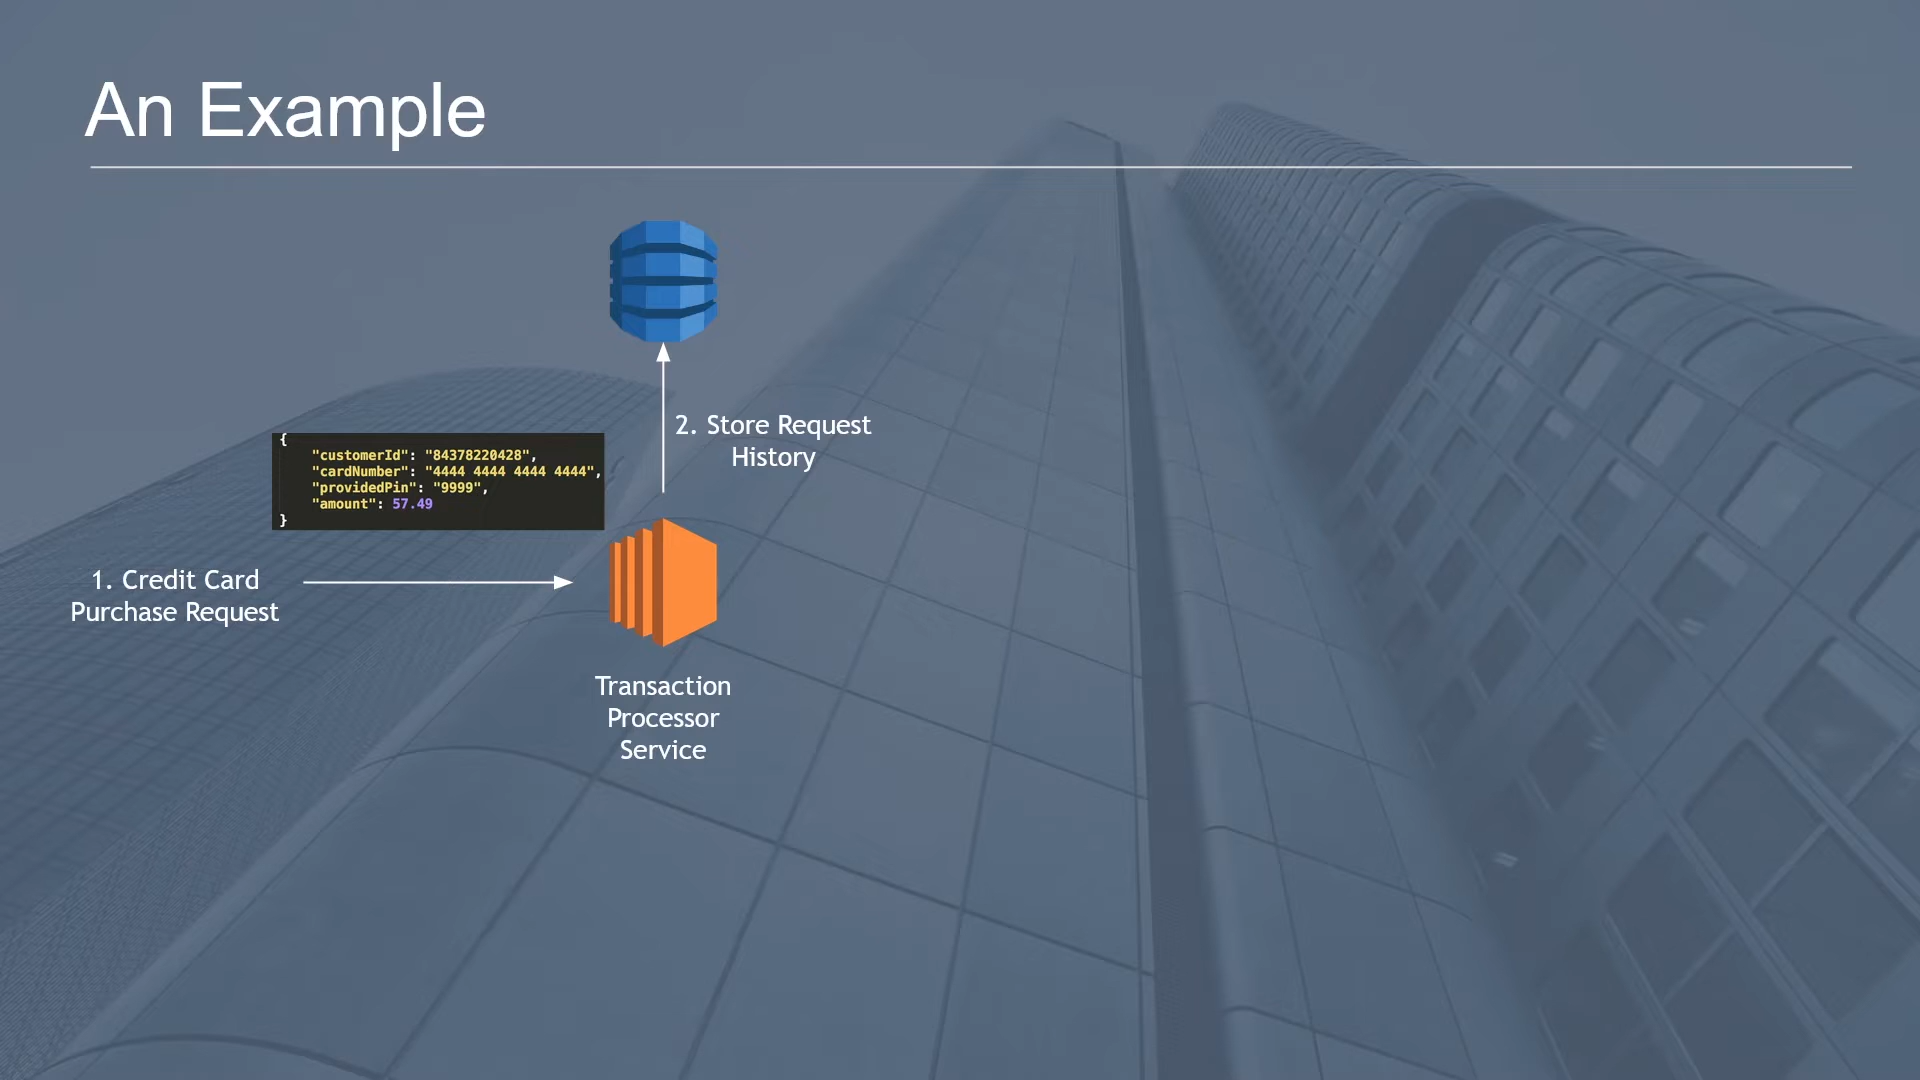 An Example
2. Store Request
History
{
"customerId": "84378220428",
"cardNumber": "4444 4444 4444 4444",
"providedPin": "9999",
"amount": 57.49
}
1. Credit Card
Purchase Request
Transaction
Processor
Service